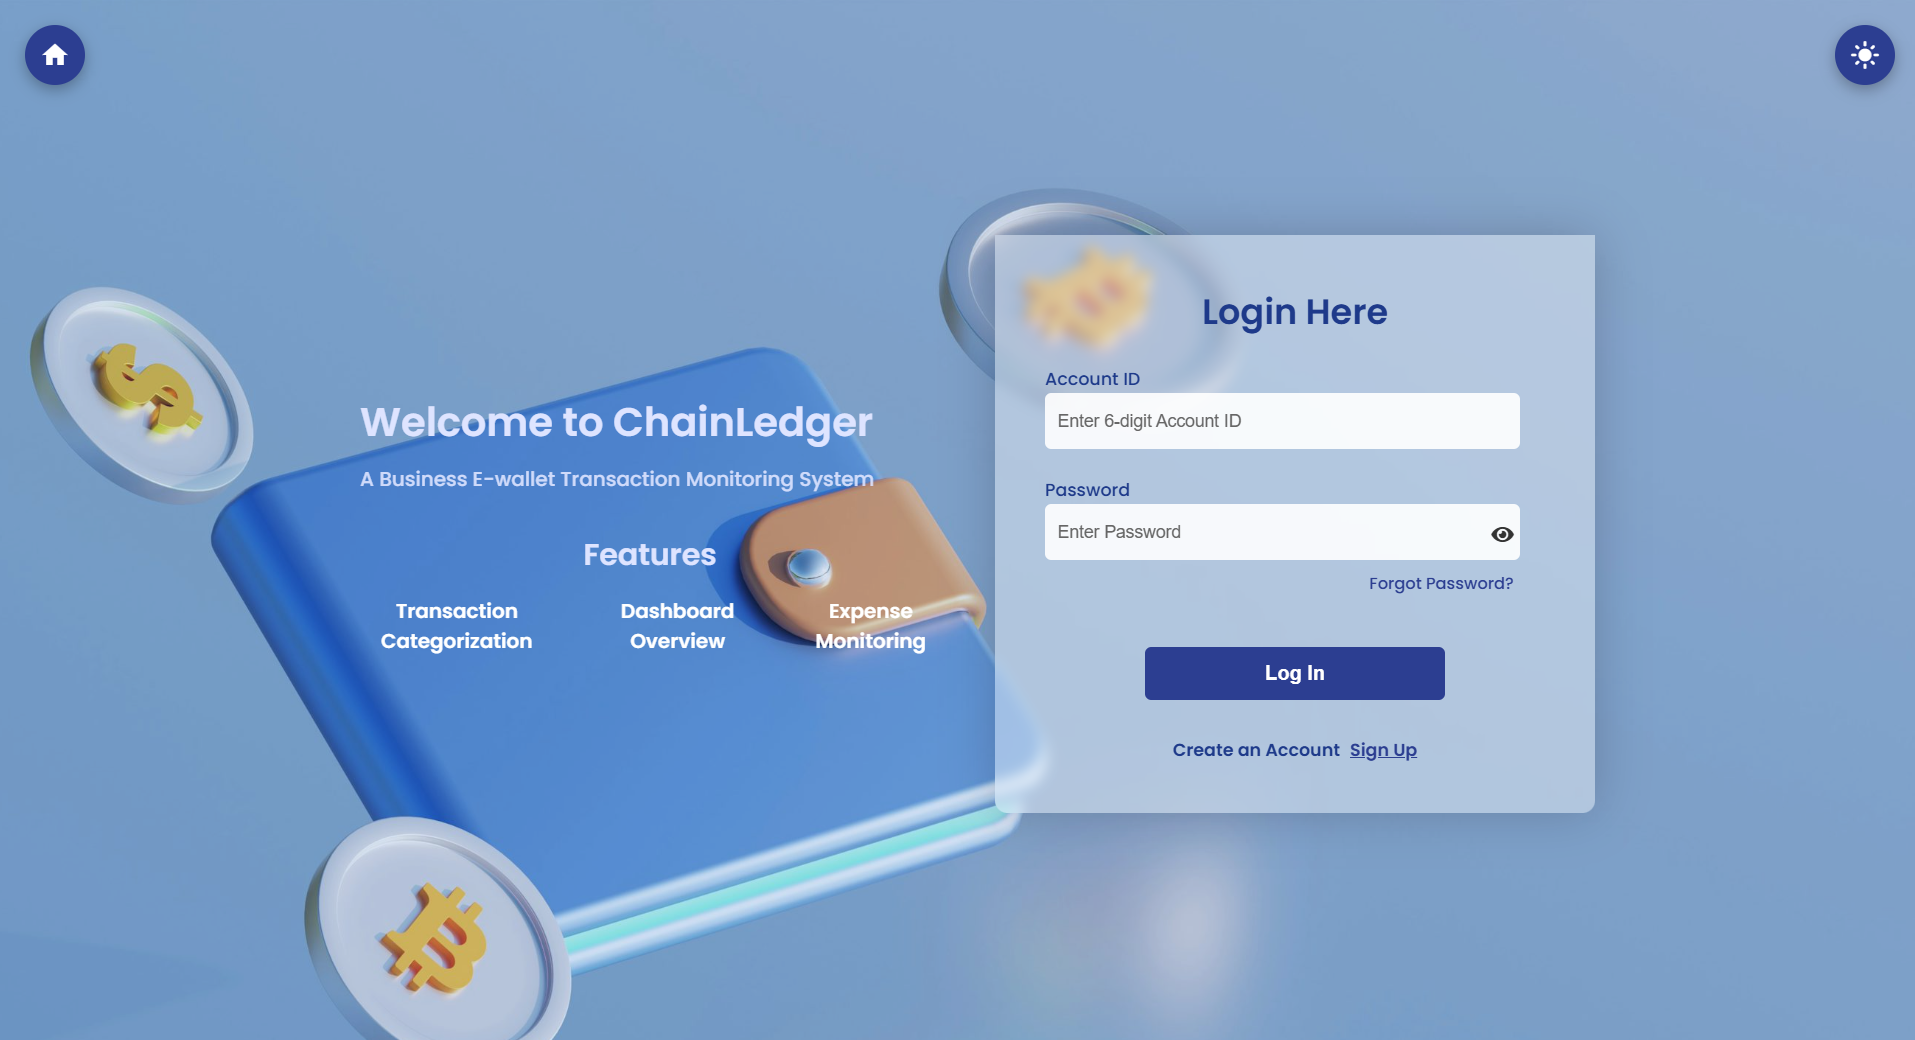 Welcome to ChainLedger
A Business E-wallet Transaction Monitoring System
Features
Transaction
Categorization
Dashboard
Overview
Expense
Monitoring
Login Here
Account ID
Enter 6-digit Account ID
Password
Enter Password
Forgot Password?
Log In
Create an Account Sign Up